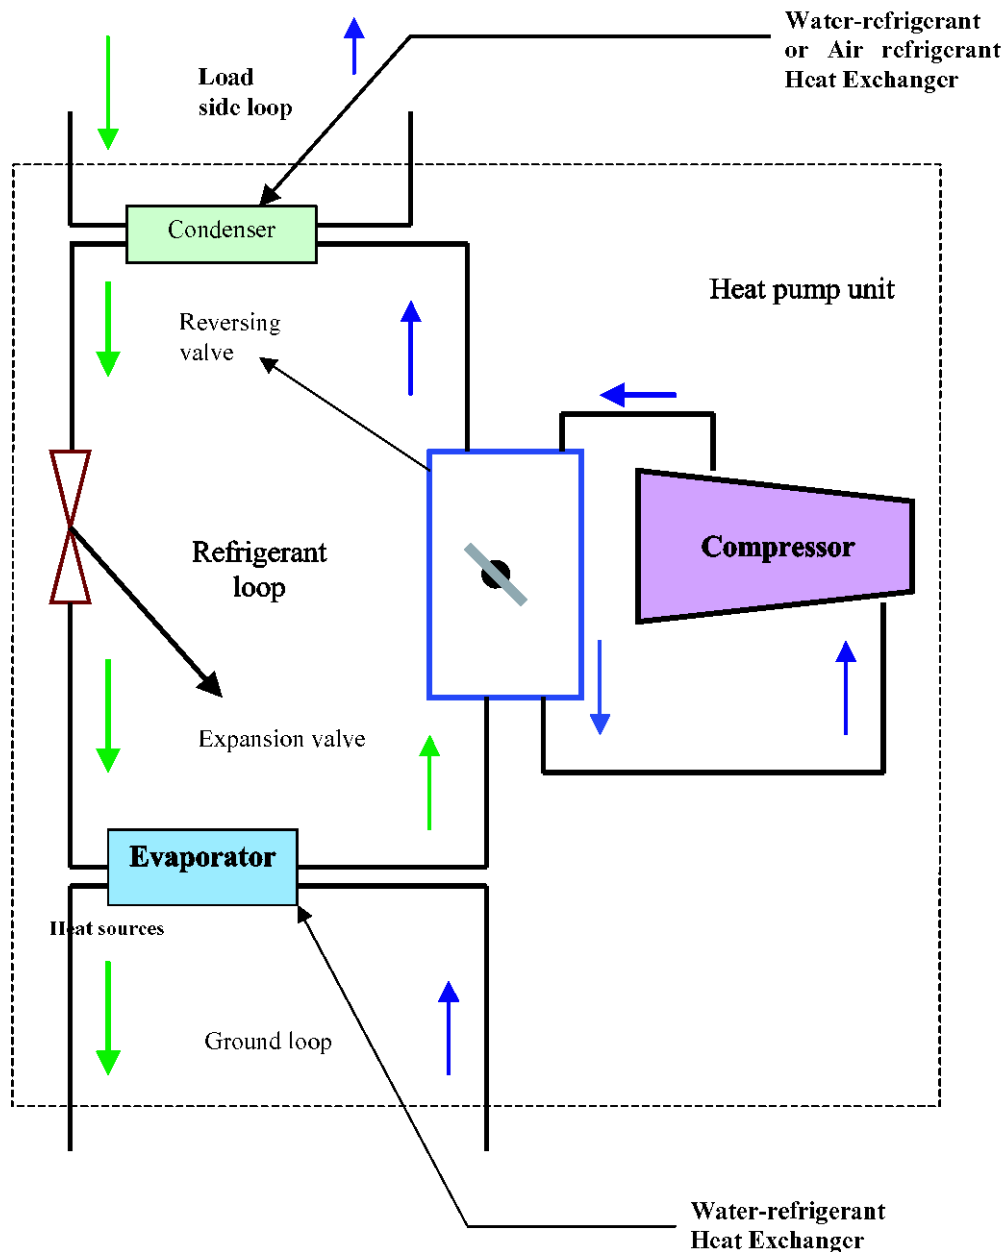 Water-refrigerant
or Air refrigerant
Heat Exchanger
Load
side loop
Condenser
Heat pump unit
Reversing
valve
Compressor
Refrigerant
loop
Expansion valve
Evaporator
Heat sources
Ground loop
Water-refrigerant
Heat Exchanger